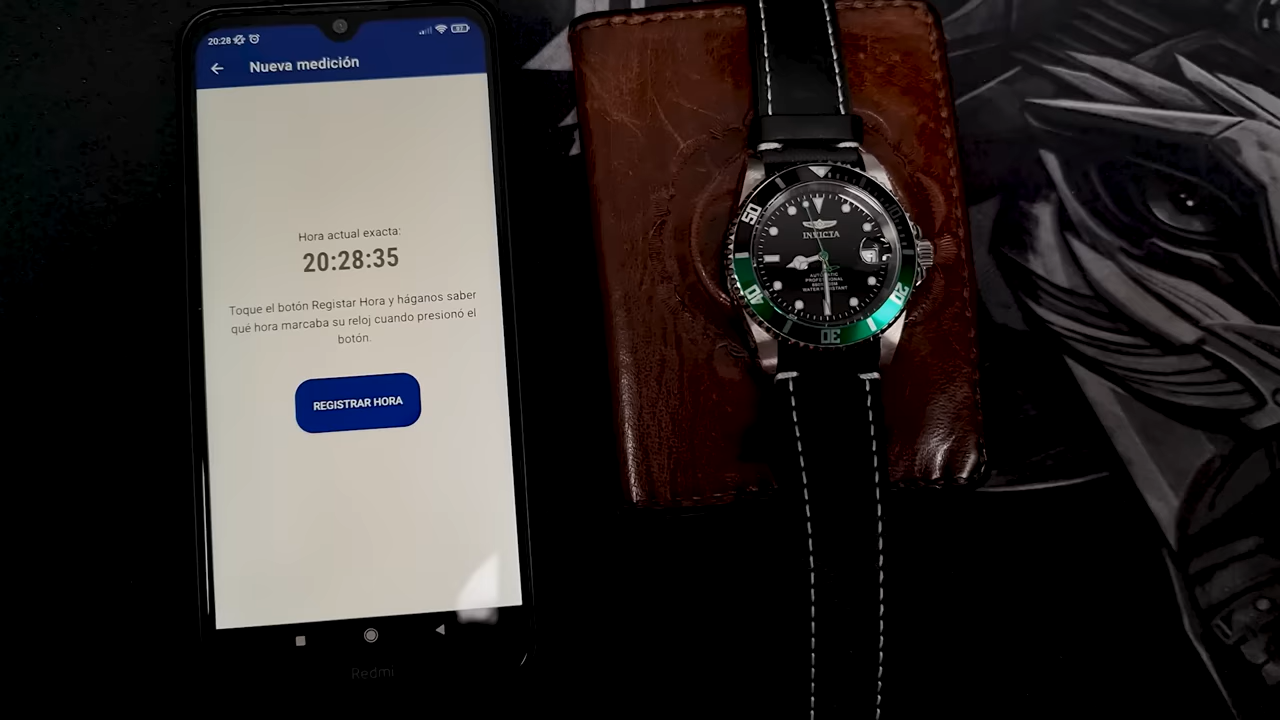 20:28
57
Nueva medición
Hora actual exacta:
20:28:35
Toque el botón Registar Hora y háganos saber
qué hora marcaba su reloj cuando presionó el
botón.
REGISTRAR HORA
Redmi
50
INVICTA
AUTOMATIC
PROFESSIONAL
WATER RESISTANT
40
20
30